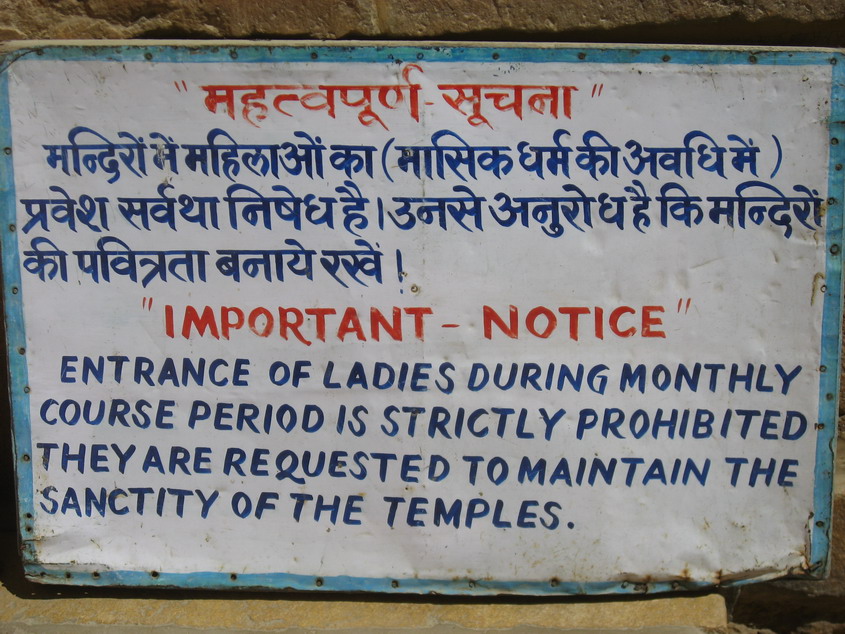 "महत्वपूर्ण-सूचना"
मन्दिरों में महिलाओं का (मासिक धर्म की अवधि में)
प्रवेश सर्वथा निषेध है। उनसे अनुरोध है कि मन्दिरों
की पवित्रता बनाये रखें!
"IMPORTANT - NOTICE"
ENTRANCE OF LADIES DURING MONTHLY
COURSE PERIOD IS STRICTLY PROHIBITED
THEY ARE REQUESTED TO MAINTAIN THE
SANCTITY OF THE TEMPLES.